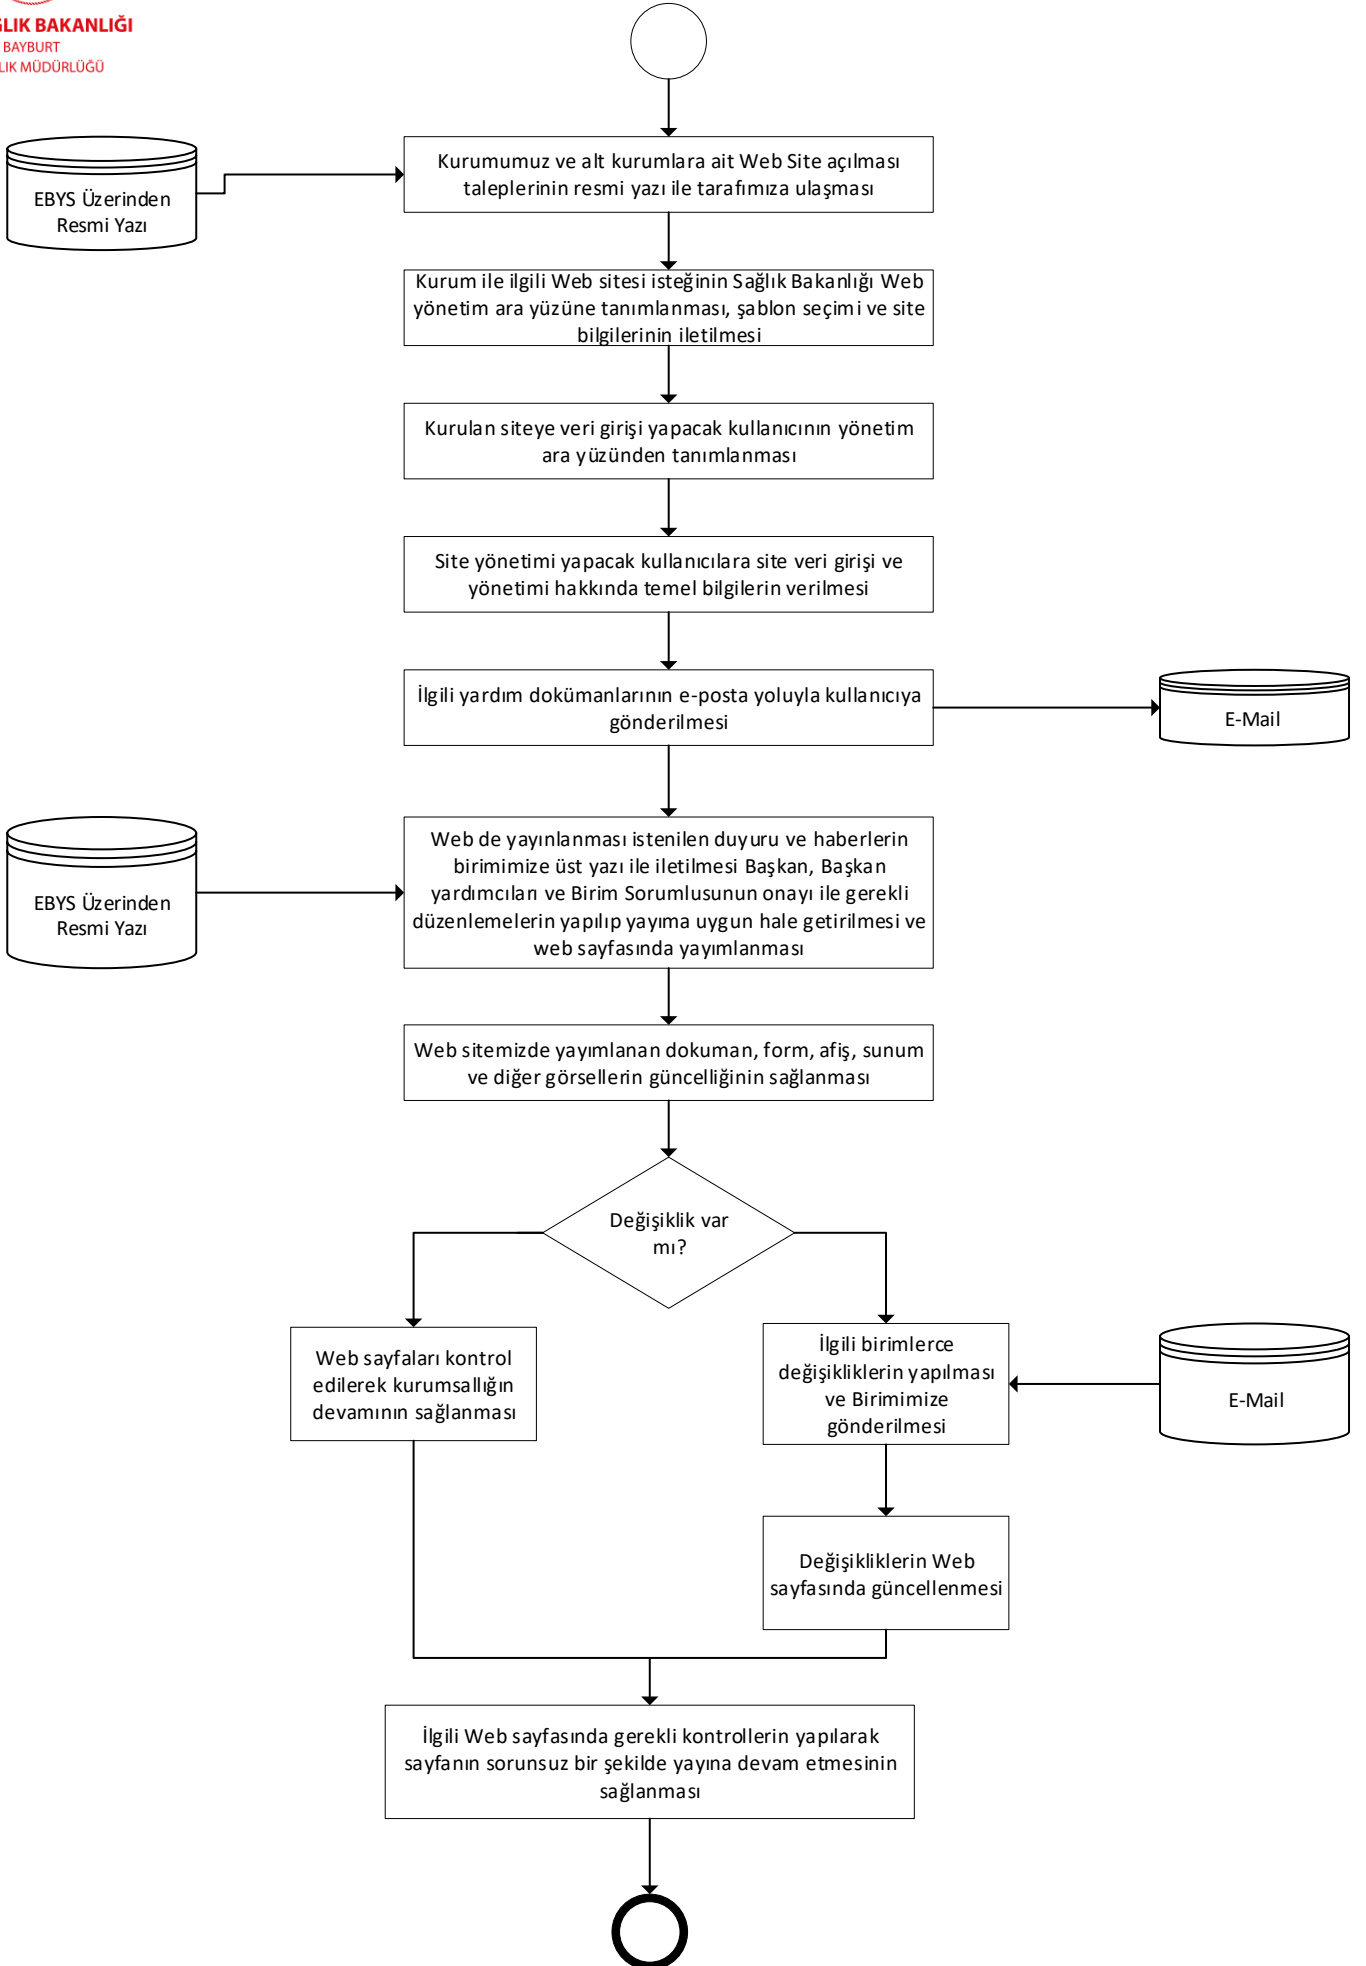 BAKANLIĞI
BAYBURT
MÜDÜRLÜĞÜ
Kurumumuz ve alt kurumlara ait Web Site açılması
taleplerinin resmi yazı ile tarafımıza ulaşması
EBYS Üzerinden
Resmi Yazı
Kurum ile ilgili Web sitesi isteğinin Sağlık Bakanlığı Web
yönetim ara yüzüne tanımlanması, şablon seçimi ve site
bilgilerinin iletilmesi
Kurulan siteye veri girişi yapacak kullanıcının yönetim
ara yüzünden tanımlanması
Site yönetimi yapacak kullanıcılara site veri girişi ve
yönetimi hakkında temel bilgilerin verilmesi
İlgili yardım dokümanlarının e-posta yoluyla kullanıcıya
gönderilmesi
E-Mail
Web de yayınlanması istenilen duyuru ve haberlerin
birimimize üst yazı ile iletilmesi Başkan, Başkan
yardımcıları ve Birim Sorumlusunun onayı ile gerekli
düzenlemelerin yapılıp yayıma uygun hale getirilmesi ve
web sayfasında yayımlanması
EBYS Üzerinden
Resmi Yazı
Web sitemizde yayımlanan dokuman, form, afiş, sunum
ve diğer görsellerin güncelliğinin sağlanması
Değişiklik var
mı?
Web sayfaları kontrol
edilerek kurumsallığın
devamının sağlanması
İlgili birimlerce
değişikliklerin yapılması
ve Birimimize
gönderilmesi
E-Mail
Değişikliklerin Web
sayfasında güncellenmesi
İlgili Web sayfasında gerekli kontrollerin yapılarak
sayfanın sorunsuz bir şekilde yayına devam etmesinin
sağlanması